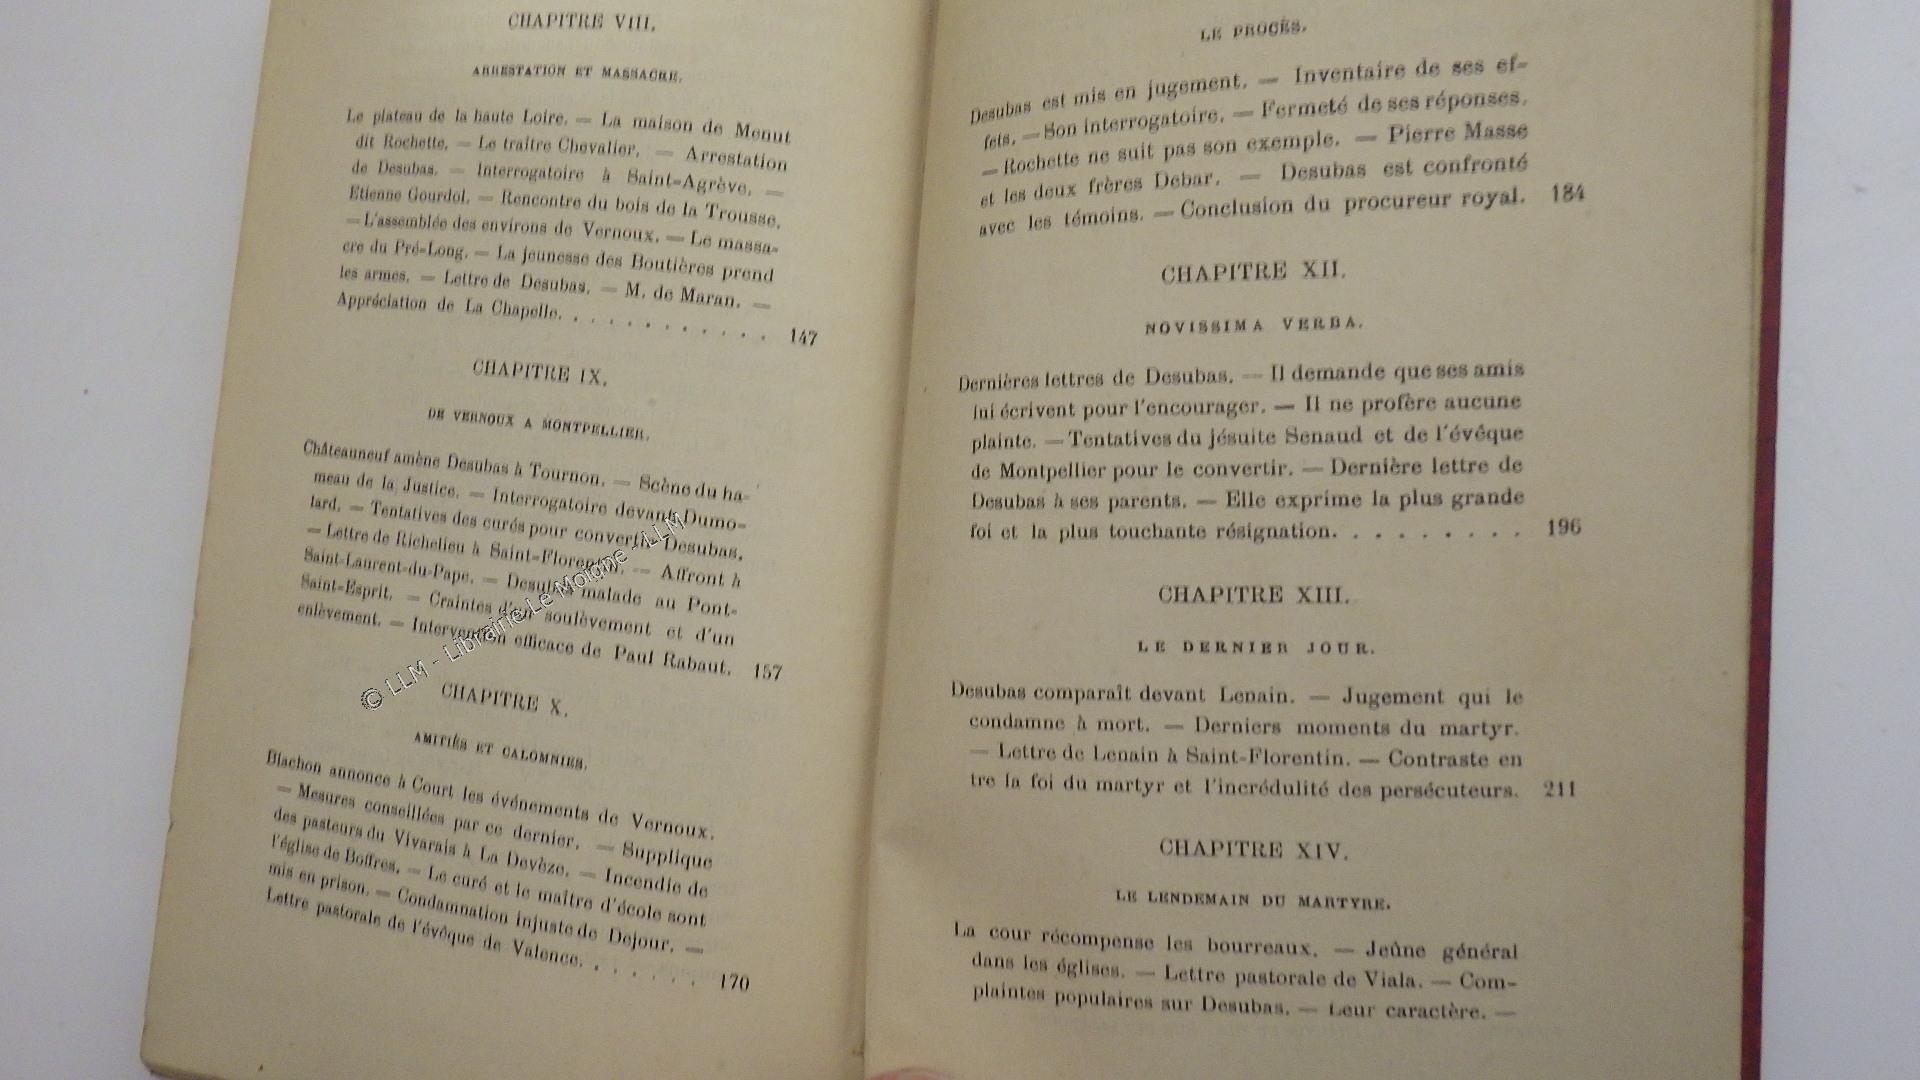 CHAPITRE VIII.
ARRESTATION ET MASSACRE.
Le plateau de la haute Loire. — La maison de Menut
dit Rochette. — Le traître Chevalier. — Arrestation
de Desubas. — Interrogatoire à Saint-Agrève. —
Etienne Gourdol. — Rencontre du bois de la Trousse.
— L'assemblée des environs de Vernoux. — Le massa-
cre du Pré-Long. — La jeunesse des Boutières prend
les armes. — Lettre de Desubas. — M. de Maran. —
Appréciation de La Chapelle. . . . . . . . . . . . 147
CHAPITRE IX.
DE VERNOUX A MONTPELLIER.
Châteauneuf amène Desubas à Tournon. — Scène du ha-
meau de la Justice. — Interrogatoire devant Dumo-
lard. — Tentatives des curés pour convertir Desubas.
— Lettre de Richelieu à Saint-Florentin. — Affront à
Saint-Laurent-du-Pape. — Desubas malade au Pont-
Saint-Esprit. — Craintes d'un soulèvement et d'un
enlèvement. — Intervention efficace de Paul Rabaut. 157
© LLM - Librairie Le Moigne - LLM
CHAPITRE X.
AMITIÉS ET CALOMNIES.
Blachon annonce à Court les événements de Vernoux.
— Mesures conseillées par ce dernier. — Supplique
des pasteurs du Vivarais à La Devèze. — Incendie de
l'église de Boffres. — Le curé et le maître d'école sont
mis en prison. — Condamnation injuste de Dejour. —
Lettre pastorale de l'évêque de Valence. . . . . . . 170
LE PROCÈS.
Desubas est mis en jugement. — Inventaire de ses ef-
fets. — Son interrogatoire. — Fermeté de ses réponses.
— Rochette ne suit pas son exemple. — Pierre Masse
et les deux frères Debar. — Desubas est confronté
avec les témoins. — Conclusion du procureur royal. 184
CHAPITRE XII.
NOVISSIMA VERBA.
Dernières lettres de Desubas. — Il demande que ses amis
lui écrivent pour l'encourager. — Il ne profère aucune
plainte. — Tentatives du jésuite Senaud et de l'évêque
de Montpellier pour le convertir. — Dernière lettre de
Desubas à ses parents. — Elle exprime la plus grande
foi et la plus touchante résignation. . . . . . . . . 196
CHAPITRE XIII.
LE DERNIER JOUR.
Desubas comparaît devant Lenain. — Jugement qui le
condamne à mort. — Derniers moments du martyr.
— Lettre de Lenain à Saint-Florentin. — Contraste en
tre la foi du martyr et l'incrédulité des persécuteurs. 211
CHAPITRE XIV.
LE LENDEMAIN DU MARTYRE.
La cour récompense les bourreaux. — Jeûne général
dans les églises. — Lettre pastorale de Viala. — Com-
plaintes populaires sur Desubas. — Leur caractère. —